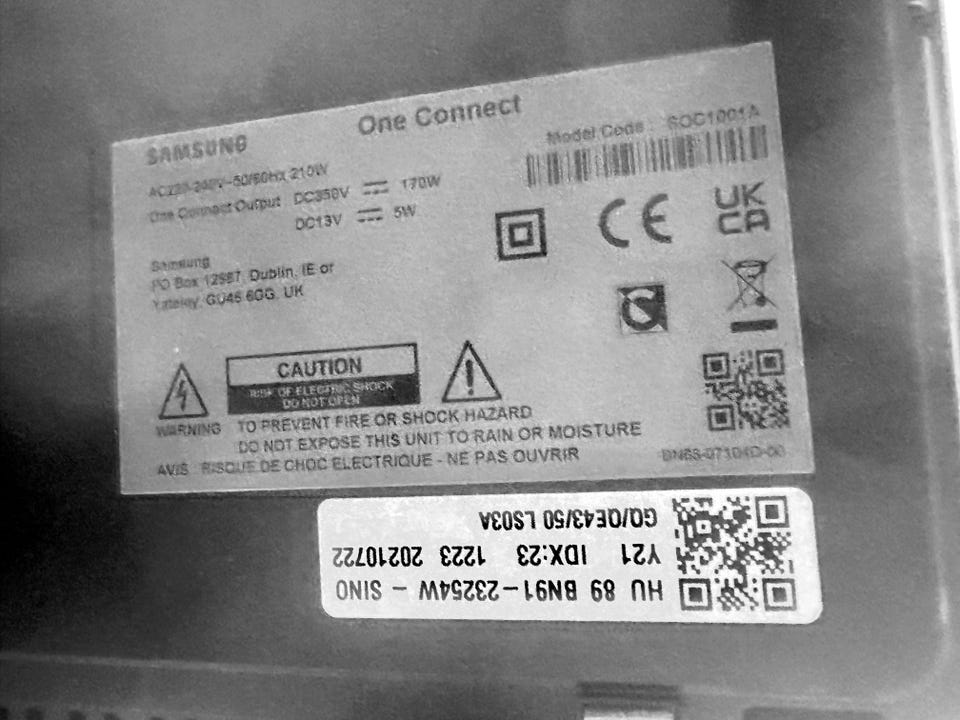 SAMSUNG
One Connect
Model Code : SOC1001A
AC220-240V~50/60Hz 210W
One Connect Output DC350V 170W
DC13V 5W
Samsung
PO Box 12987, Dublin, IE or
Yateley, GU46 6GG, UK
CE
UK
CA
CAUTION
RISK OF ELECTRIC SHOCK
DO NOT OPEN
WARNING
TO PREVENT FIRE OR SHOCK HAZARD
DO NOT EXPOSE THIS UNIT TO RAIN OR MOISTURE
AVIS : RISQUE DE CHOC ELECTRIQUE - NE PAS OUVRIR
HU 89 BN91-23254W - SINO
Y21 IDX:23 1223 20210722
GQ/QE43/50 LS03A